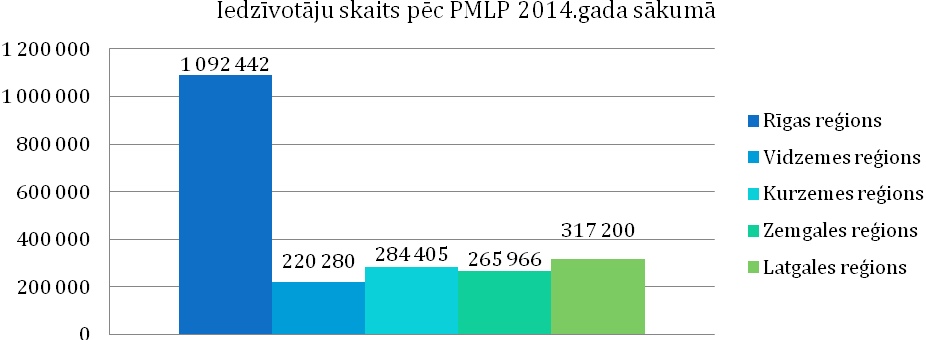 Iedzīvotāju skaits pēc PMLP 2014.gada sākumā
1 200 000
1 000 000
800 000
600 000
400 000
200 000
0
1 092 442
220 280
284 405
265 966
317 200
Rīgas reģions
Vidzemes reģions
Kurzemes reģions
Zemgales reģions
Latgales reģions